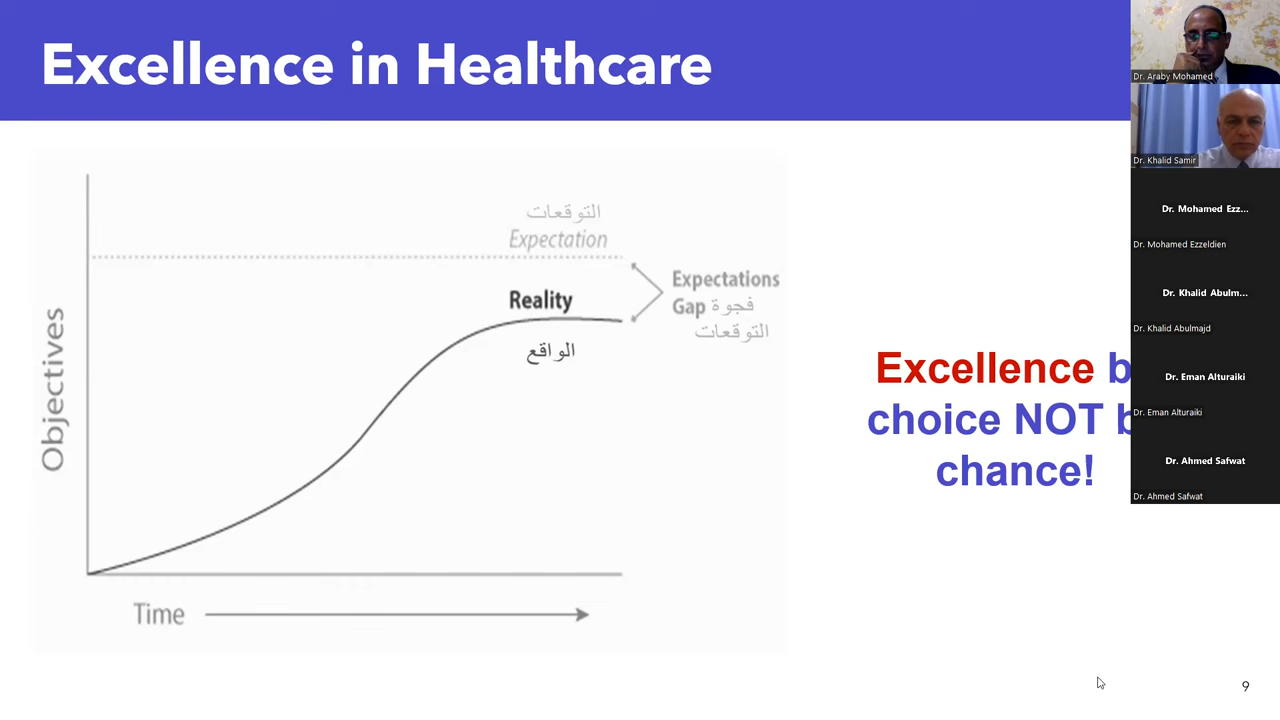 Excellence in Healthcare
التوقعات
Expectation
Reality
الواقع
Expectations
Gap فجوة
التوقعات
Objectives
Time
Excellence
choice NOT
chance!
9
Dr. Araby Mohamed
Dr. Khalid Samir
Dr. Mohamed Ezz...
Dr. Mohamed Ezzeldien
Dr. Khalid Abulm...
Dr. Khalid Abulmajd
Dr. Eman Alturaiki
Dr. Eman Alturaiki
Dr. Ahmed Safwat
Dr. Ahmed Safwat